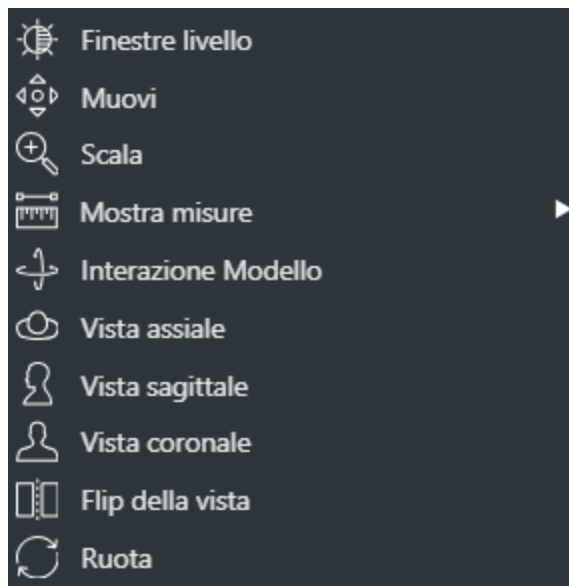 Finestre livello
Muovi
Scala
Mostra misure
Interazione Modello
Vista assiale
Vista sagittale
Vista coronale
Flip della vista
Ruota